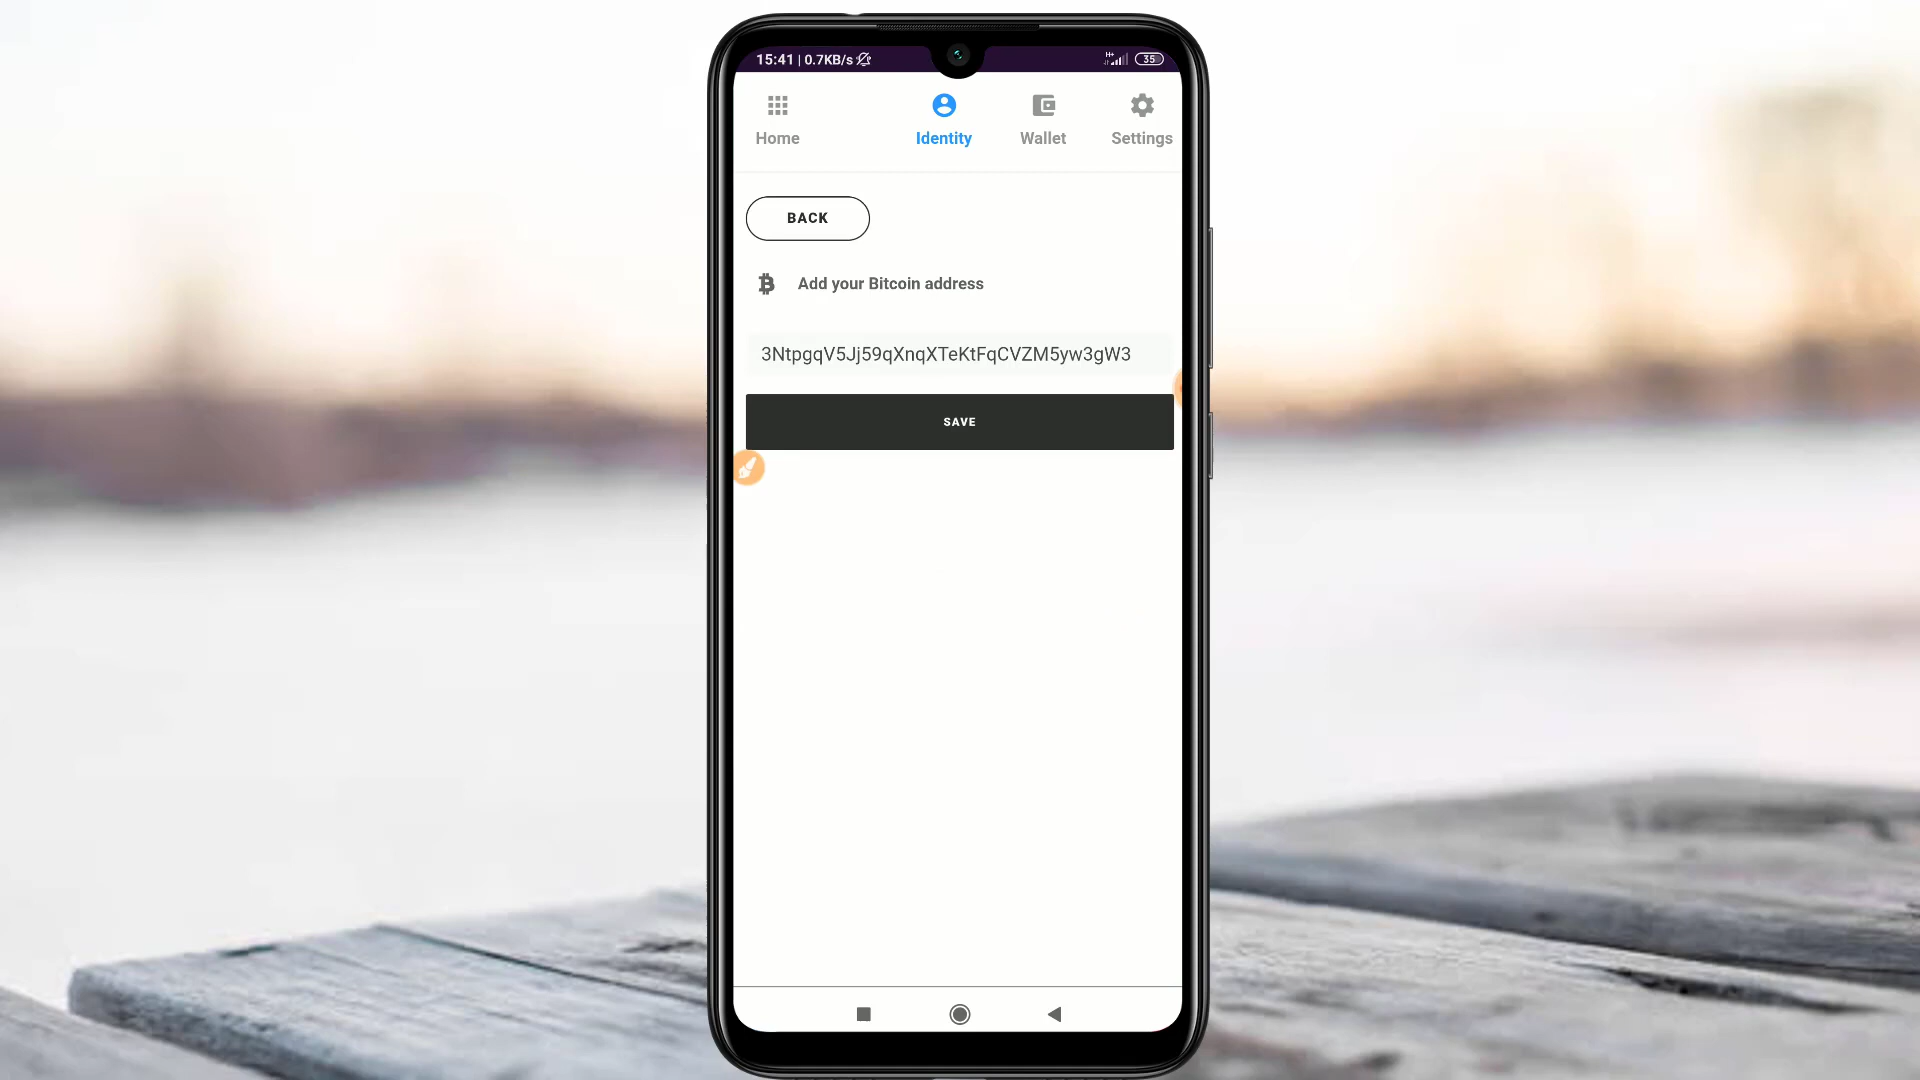 15:41 | 0.7KB/s
H+
35
Home
Identity
Wallet
Settings
BACK
Add your Bitcoin address
3NtpgqV5Jj59qXnqXTeKtFqCVZM5yw3gW3
SAVE